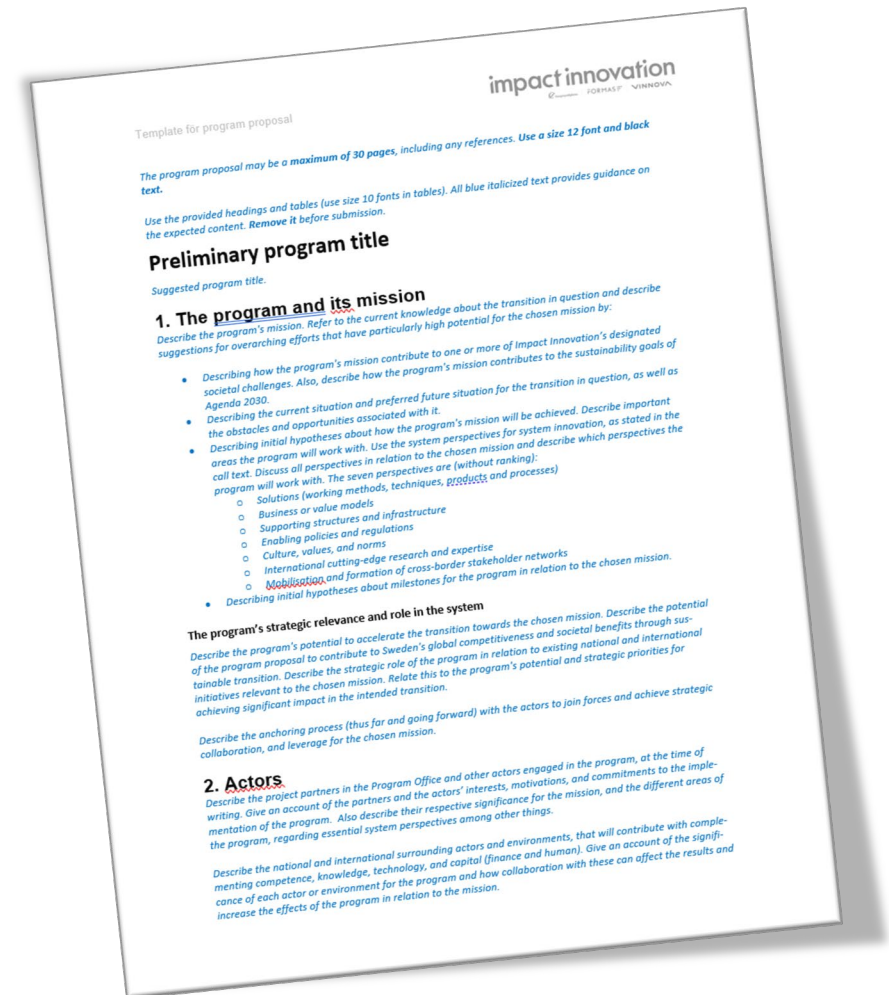 impact innovation
FORMAS VINNOVA
Template för program proposal
The program proposal may be a maximum of 30 pages, including any references. Use a size 12 font and black
text.
Use the provided headings and tables (use size 10 fonts in tables). All blue italicized text provides guidance on
the expected content. Remove it before submission.
Preliminary program title
Suggested program title.
1. The program and its mission
Describe the program's mission. Refer to the current knowledge about the transition in question and describe
suggestions for overarching efforts that have particularly high potential for the chosen mission by:
• Describing how the program's mission contribute to one or more of Impact Innovation's designated
societal challenges. Also, describe how the program's mission contributes to the sustainability goals of
Agenda 2030.
• Describing the current situation and preferred future situation for the transition in question, as well as
the obstacles and opportunities associated with it.
• Describing initial hypotheses about how the program's mission will be achieved. Describe important
areas the program will work with. Use the system perspectives for system innovation, as stated in the
call text. Discuss all perspectives in relation to the chosen mission and describe which perspectives the
program will work with. The seven perspectives are (without ranking):
o Solutions (working methods, techniques, products and processes)
o Business or value models
o Supporting structures and infrastructure
o Enabling policies and regulations
o Culture, values, and norms
o International cutting-edge research and expertise
o Mobilisation and formation of cross-border stakeholder networks
• Describing initial hypotheses about milestones for the program in relation to the chosen mission.
The program's strategic relevance and role in the system
Describe the program's potential to accelerate the transition towards the chosen mission. Describe the potential
of the program proposal to contribute to Sweden's global competitiveness and societal benefits through sus-
tainable transition. Describe the strategic role of the program in relation to existing national and international
initiatives relevant to the chosen mission. Relate this to the program's potential and strategic priorities for
achieving significant impact in the intended transition.
Describe the anchoring process (thus far and going forward) with the actors to join forces and achieve strategic
collaboration, and leverage for the chosen mission.
2. Actors
Describe the project partners in the Program Office and other actors engaged in the program, at the time of
writing. Give an account of the partners and the actors' interests, motivations, and commitments to the imple-
mentation of the program. Also describe their respective significance for the mission, and the different areas of
the program, regarding essential system perspectives among other things.
Describe the national and international surrounding actors and environments, that will contribute with comple-
menting competence, knowledge, technology, and capital (finance and human). Give an account of the signifi-
cance of each actor or environment for the program and how collaboration with these can affect the results and
increase the effects of the program in relation to the mission.